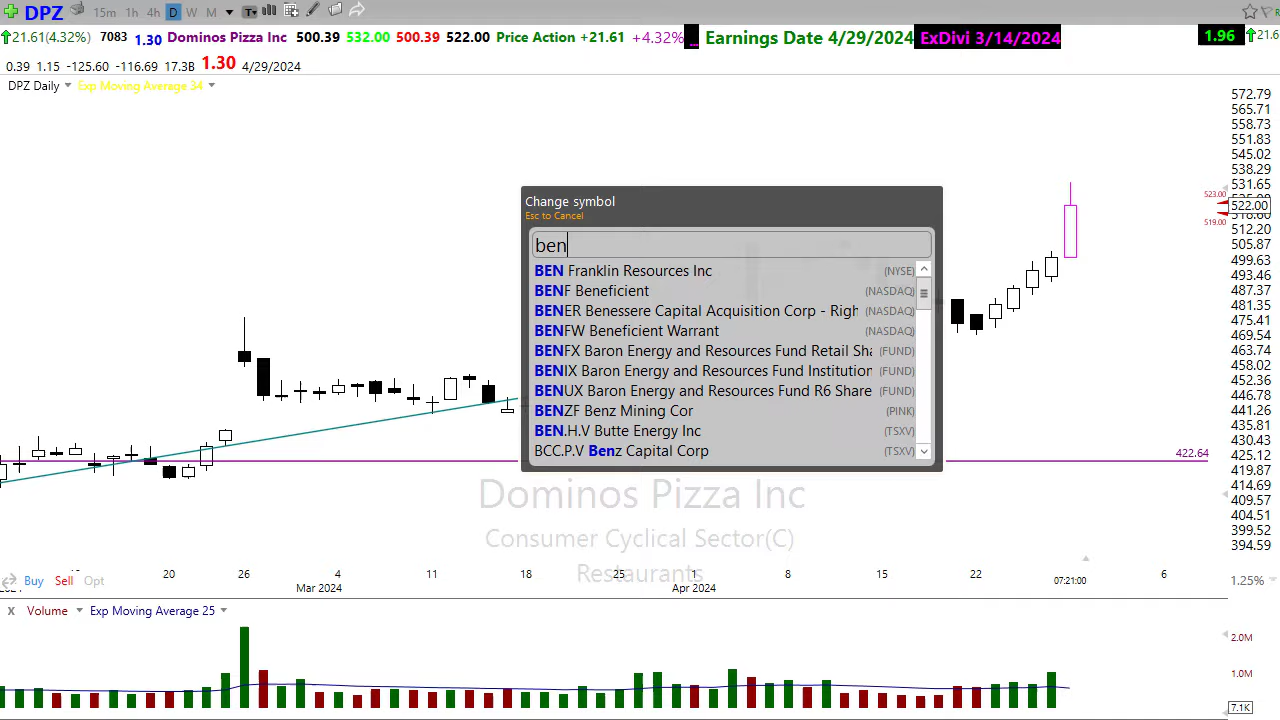 DPZ 15m 1h 4h D W M T
21.61(4.32%) 7083 1.30 Dominos Pizza Inc 500.39 532.00 500.39 522.00 Price Action +21.61 +4.32% ... Earnings Date 4/29/2024 ExDivi 3/14/2024 1.96 21.6
0.39 1.15 -125.60 -116.69 17.3B 1.30 4/29/2024
DPZ Daily Exp Moving Average 34
572.79
565.71
558.73
551.83
545.02
538.29
531.65
523.00
522.00
519.00
512.20
505.87
499.63
493.46
487.37
481.35
475.41
469.54
463.74
458.02
452.36
446.78
441.26
435.81
430.43
425.12
419.87
414.69
409.57
404.51
399.52
394.59
Change symbol
Esc to Cancel
ben
BEN Franklin Resources Inc (NYSE)
BENF Beneficient (NASDAQ)
BENER Benessere Capital Acquisition Corp - Righ (NASDAQ)
BENFW Beneficient Warrant (NASDAQ)
BENFX Baron Energy and Resources Fund Retail Sha (FUND)
BENIX Baron Energy and Resources Fund Institution (FUND)
BENUX Baron Energy and Resources Fund R6 Share (FUND)
BENZF Benz Mining Cor (PINK)
BEN.H.V Butte Energy Inc (TSXV)
BCC.P.V Benz Capital Corp (TSXV)
422.64
Dominos Pizza Inc
Consumer Cyclical Sector(C)
Restaurants
Buy Sell Opt
20 26 4 11 18 25 1 8 15 22 6
Mar 2024 Apr 2024 07:21:00
1.25%
X Volume Exp Moving Average 25
2.0M
1.0M
7.1K